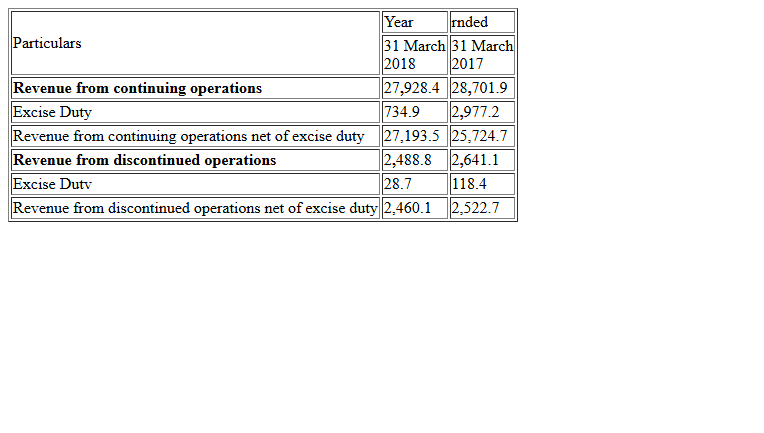 Particulars Year rnded
31 March 2018 31 March 2017
Revenue from continuing operations 27,928.4 28,701.9
Excise Duty 734.9 2,977.2
Revenue from continuing operations net of excise duty 27,193.5 25,724.7
Revenue from discontinued operations 2,488.8 2,641.1
Excise Dutv 28.7 118.4
Revenue from discontinued operations net of excise duty 2,460.1 2,522.7